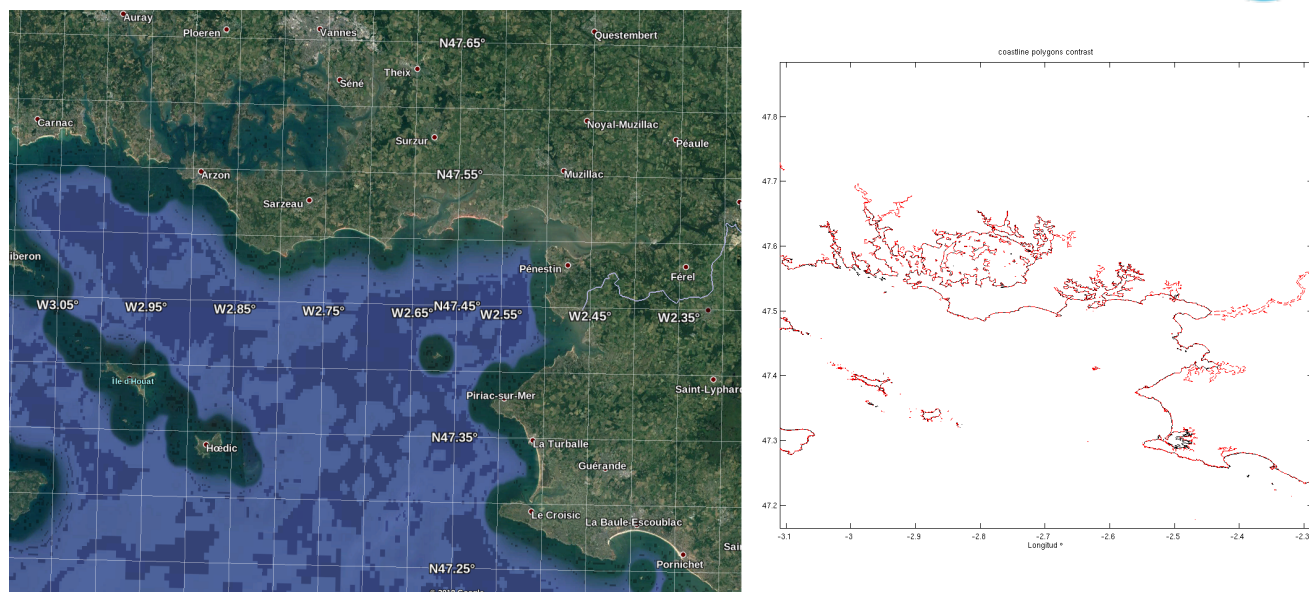 Auray
Ploeren
Vannes
N47.65°
Questembert
Theix
Séné
Carnac
Surzur
Noyal-Muzillac
Péaule
Arzon
N47.55°
Muzillac
Sarzeau
iberon
Pénestin
Férel
W3.05°
W2.95°
W2.85°
W2.75°
W2.65°
N47.45°
W2.55°
W2.45°
W2.35°
Île d'Houat
Saint-Lyphard
Piriac-sur-Mer
N47.35°
Hœdic
La Turballe
Guérande
Le Croisic
La Baule-Escoublac
Sai
Pornichet
N47.25°
coastline polygons contrast
47.8
47.7
47.6
47.5
47.4
47.3
47.2
-3.1
-3
-2.9
-2.8
-2.7
-2.6
-2.5
-2.4
-2.3
Longitud º